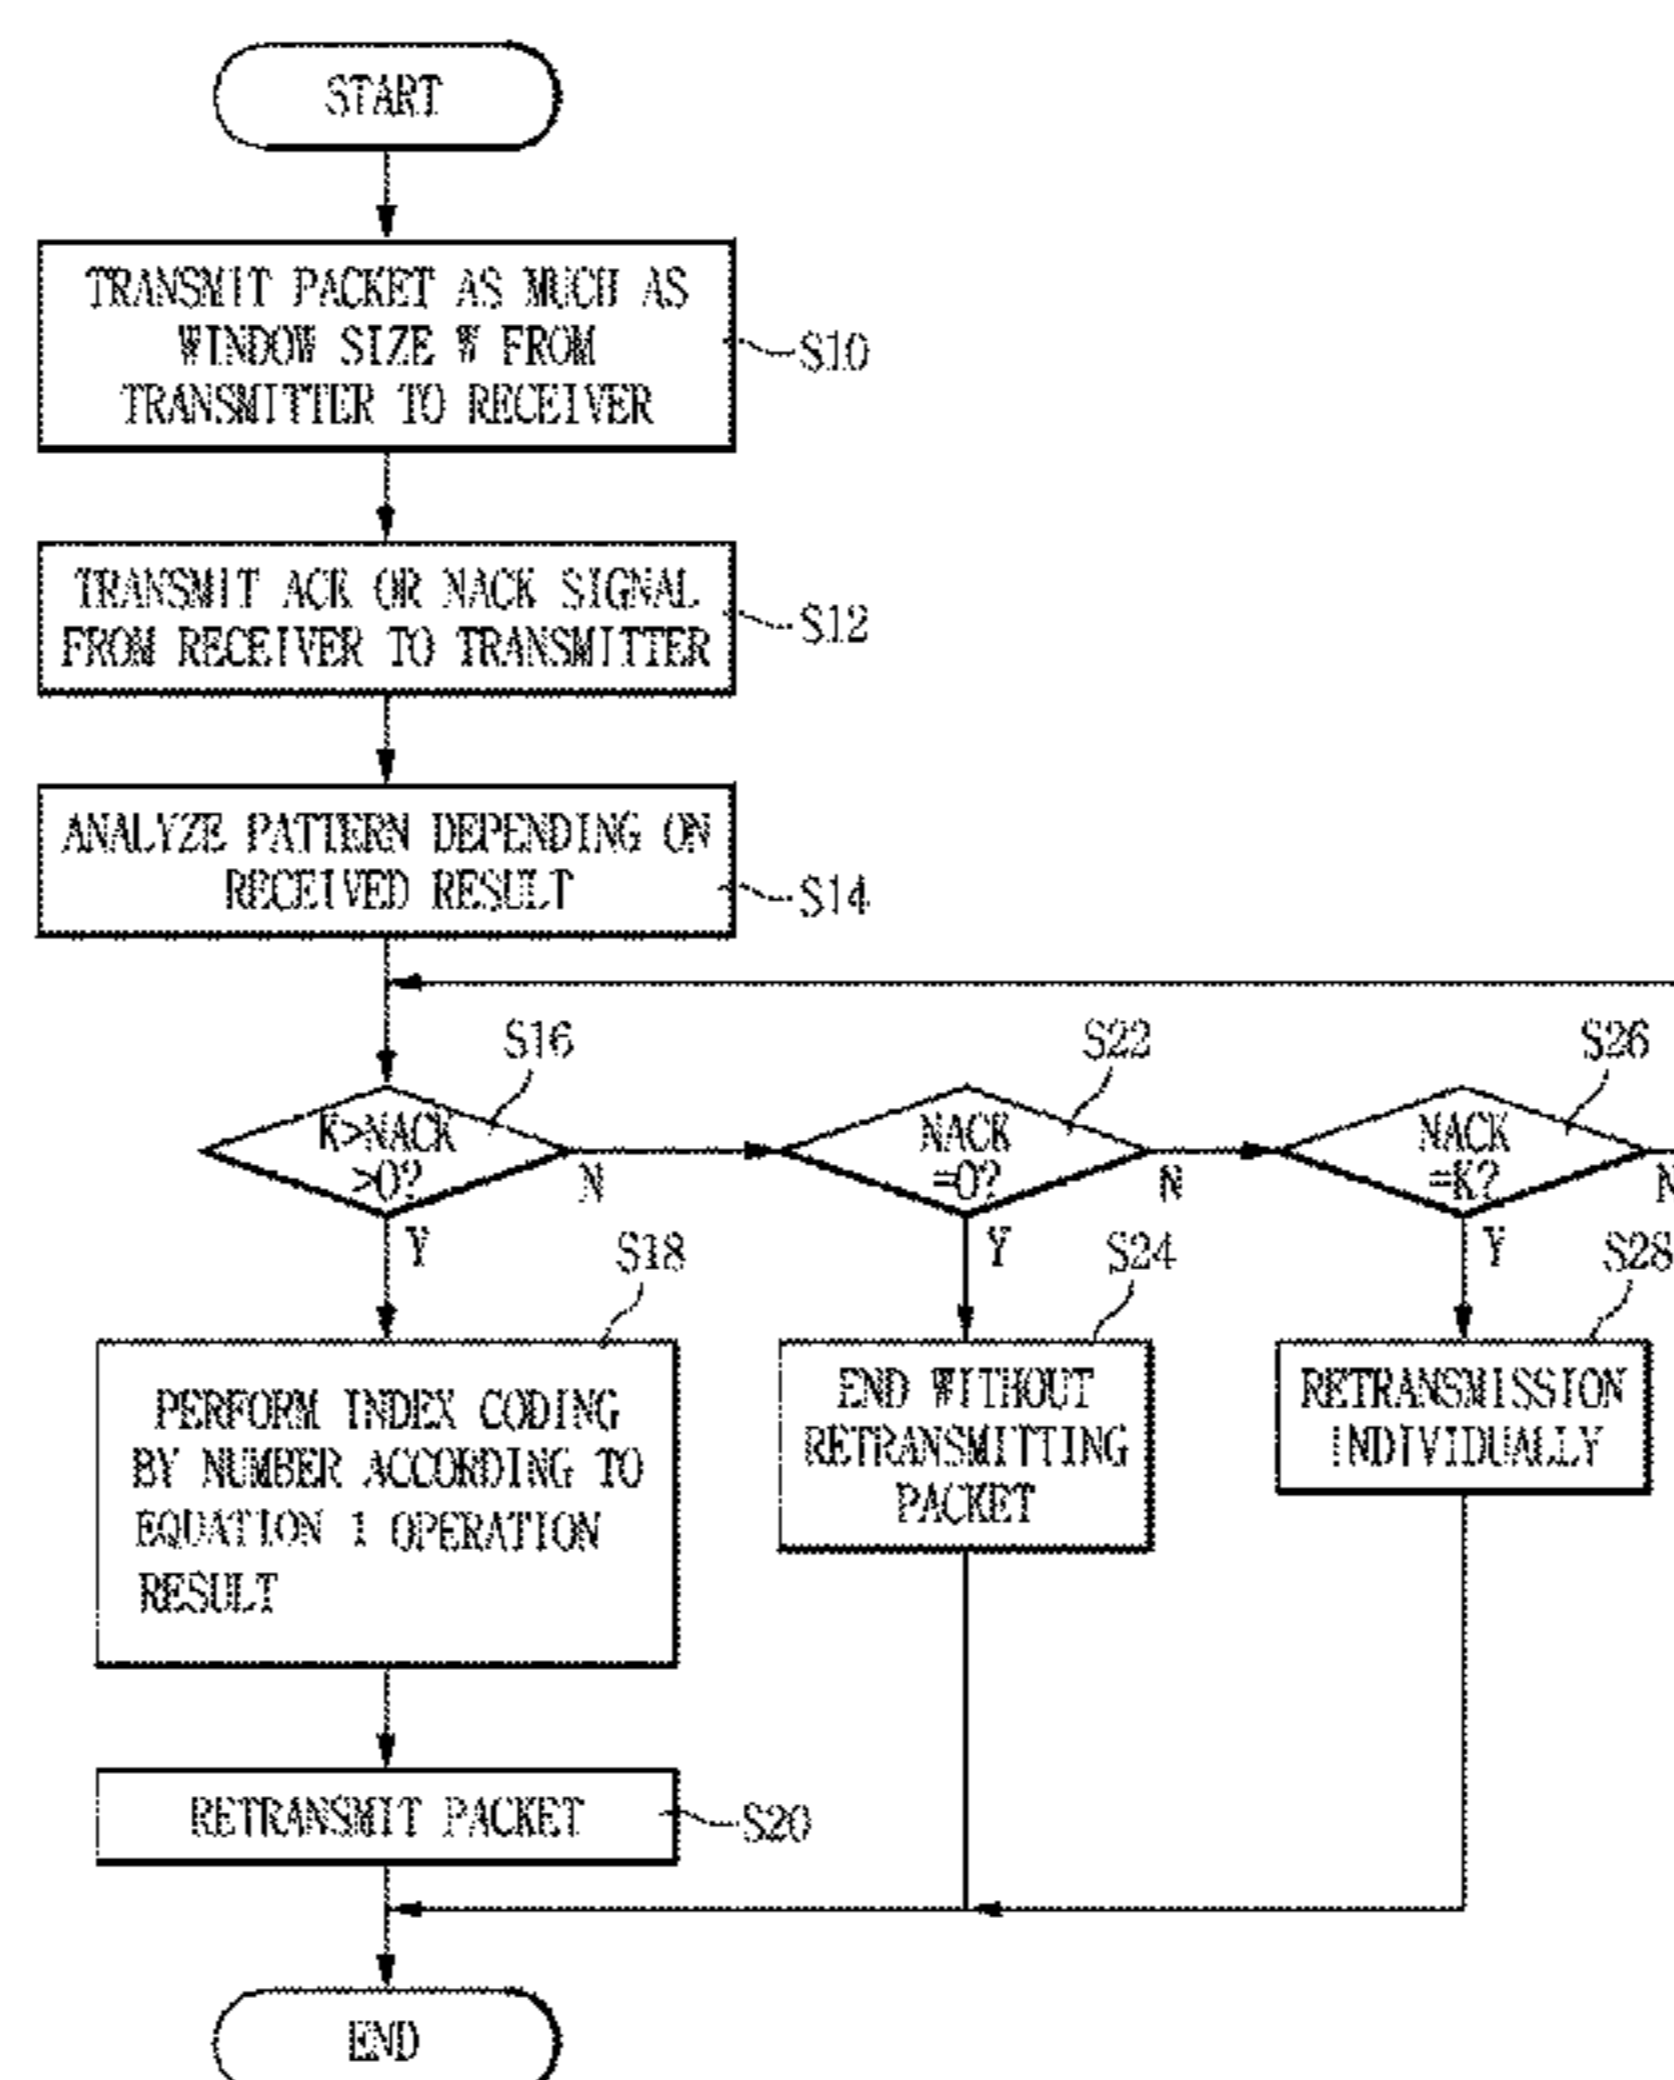 START
TRANSMIT PACKET AS MUCH AS
WINDOW SIZE W FROM
TRANSMITTER TO RECEIVER
S10
TRANSMIT ACK OR NACK SIGNAL
FROM RECEIVER TO TRANSMITTER
S12
ANALYZE PATTERN DEPENDING ON
RECEIVED RESULT
S14
S16
K>NACK
>0?
N
Y
S22
NACK
=0?
N
Y
S26
NACK
=K?
N
Y
S18
PERFORM INDEX CODING
BY NUMBER ACCORDING TO
EQUATION 1 OPERATION
RESULT
S24
END WITHOUT
RETRANSMITTING
PACKET
S28
RETRANSMISSION
INDIVIDUALLY
RETRANSMIT PACKET
S20
END